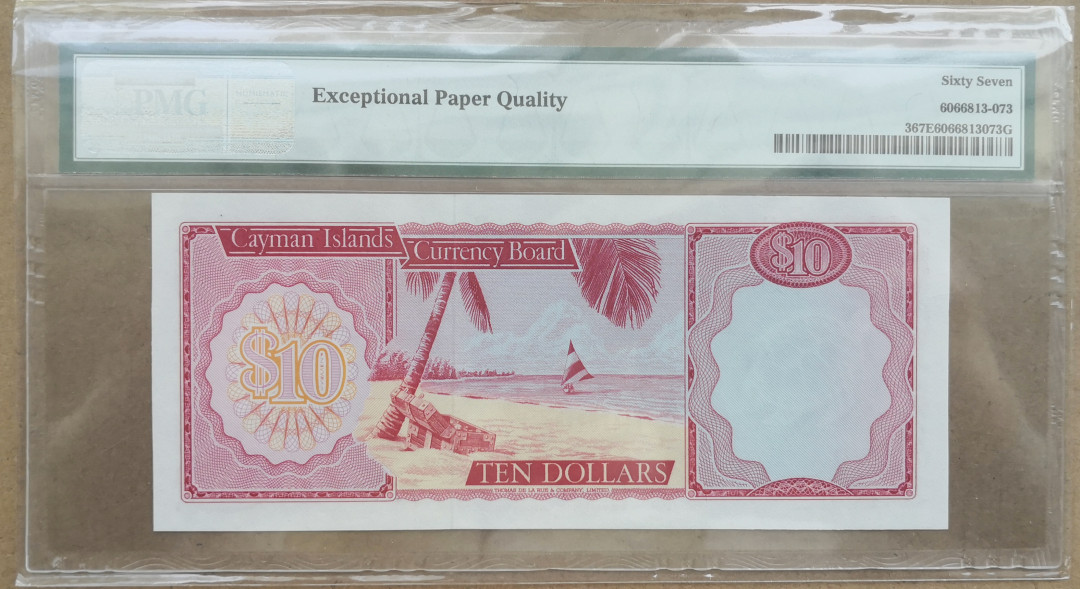 PMG
Exceptional Paper Quality
Sixty Seven
6066813-073
367E6066813073G
Cayman Islands
Currency Board
$10
$10
TEN DOLLARS
THOMAS DE LA RUE & COMPANY, LIMITED